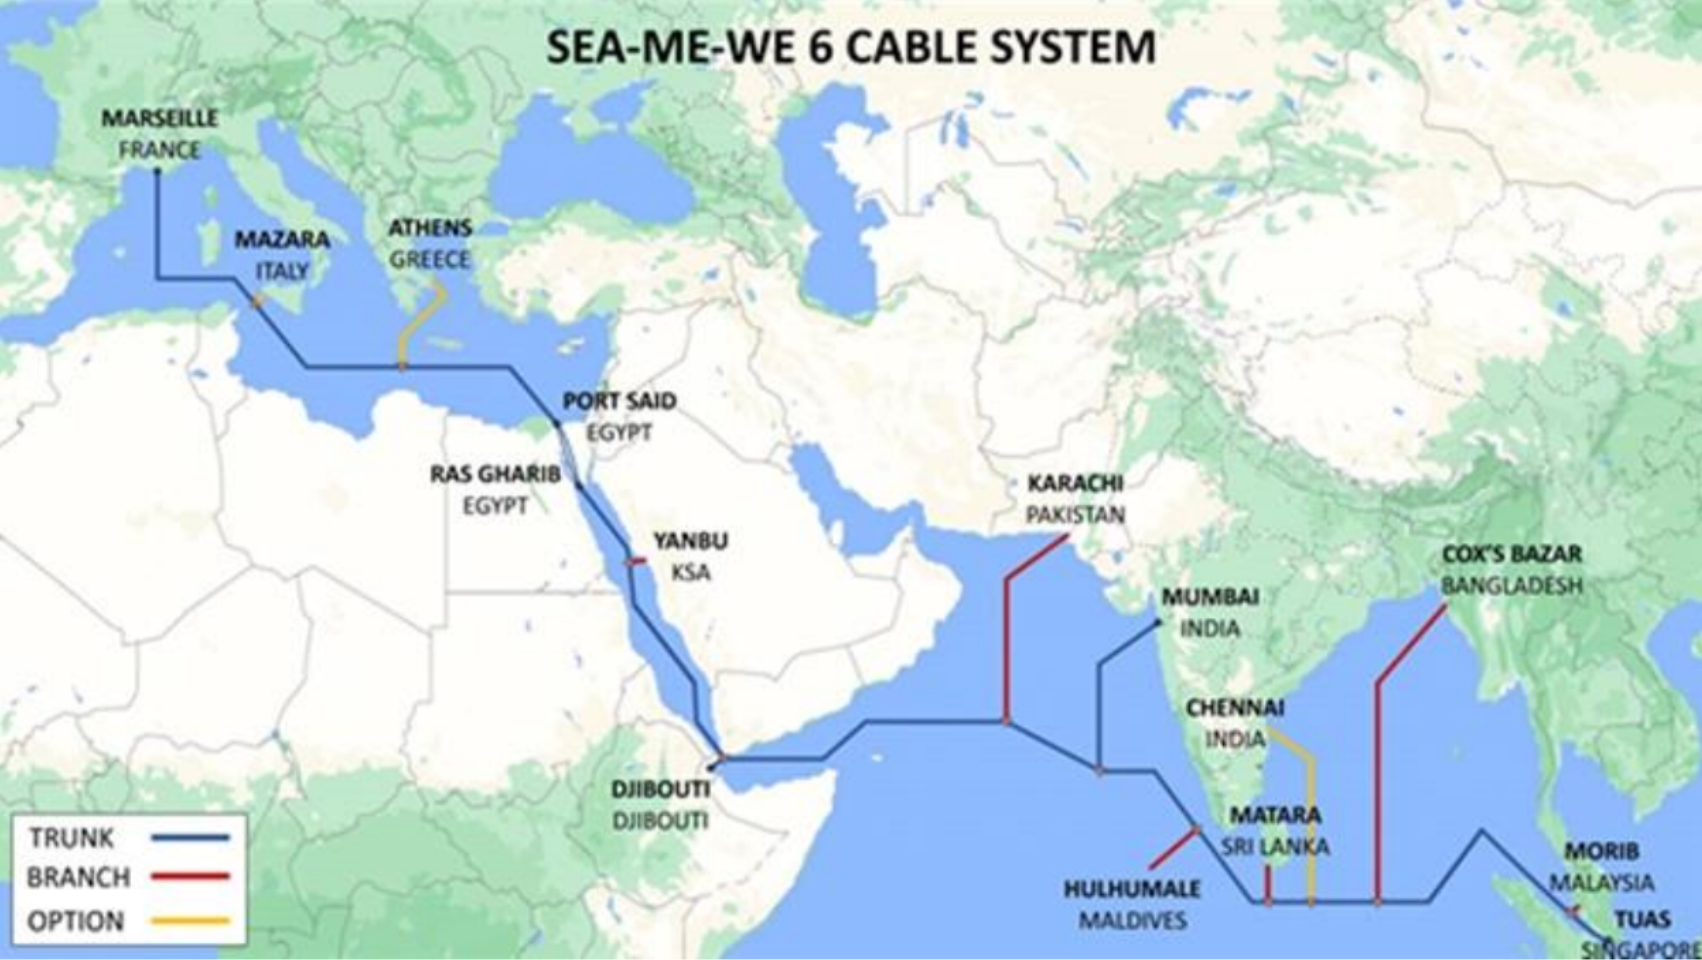 SEA-ME-WE 6 CABLE SYSTEM
MARSEILLE
FRANCE
MAZARA
ITALY
ATHENS
GREECE
PORT SAID
EGYPT
RAS GHARIB
EGYPT
YANBU
KSA
KARACHI
PAKISTAN
COX'S BAZAR
BANGLADESH
MUMBAI
INDIA
CHENNAI
INDIA
DJIBOUTI
DJIBOUTI
MATARA
SRI LANKA
HULHUMALE
MALDIVES
MORIB
MALAYSIA
TUAS
SINGAPORE
TRUNK
BRANCH
OPTION